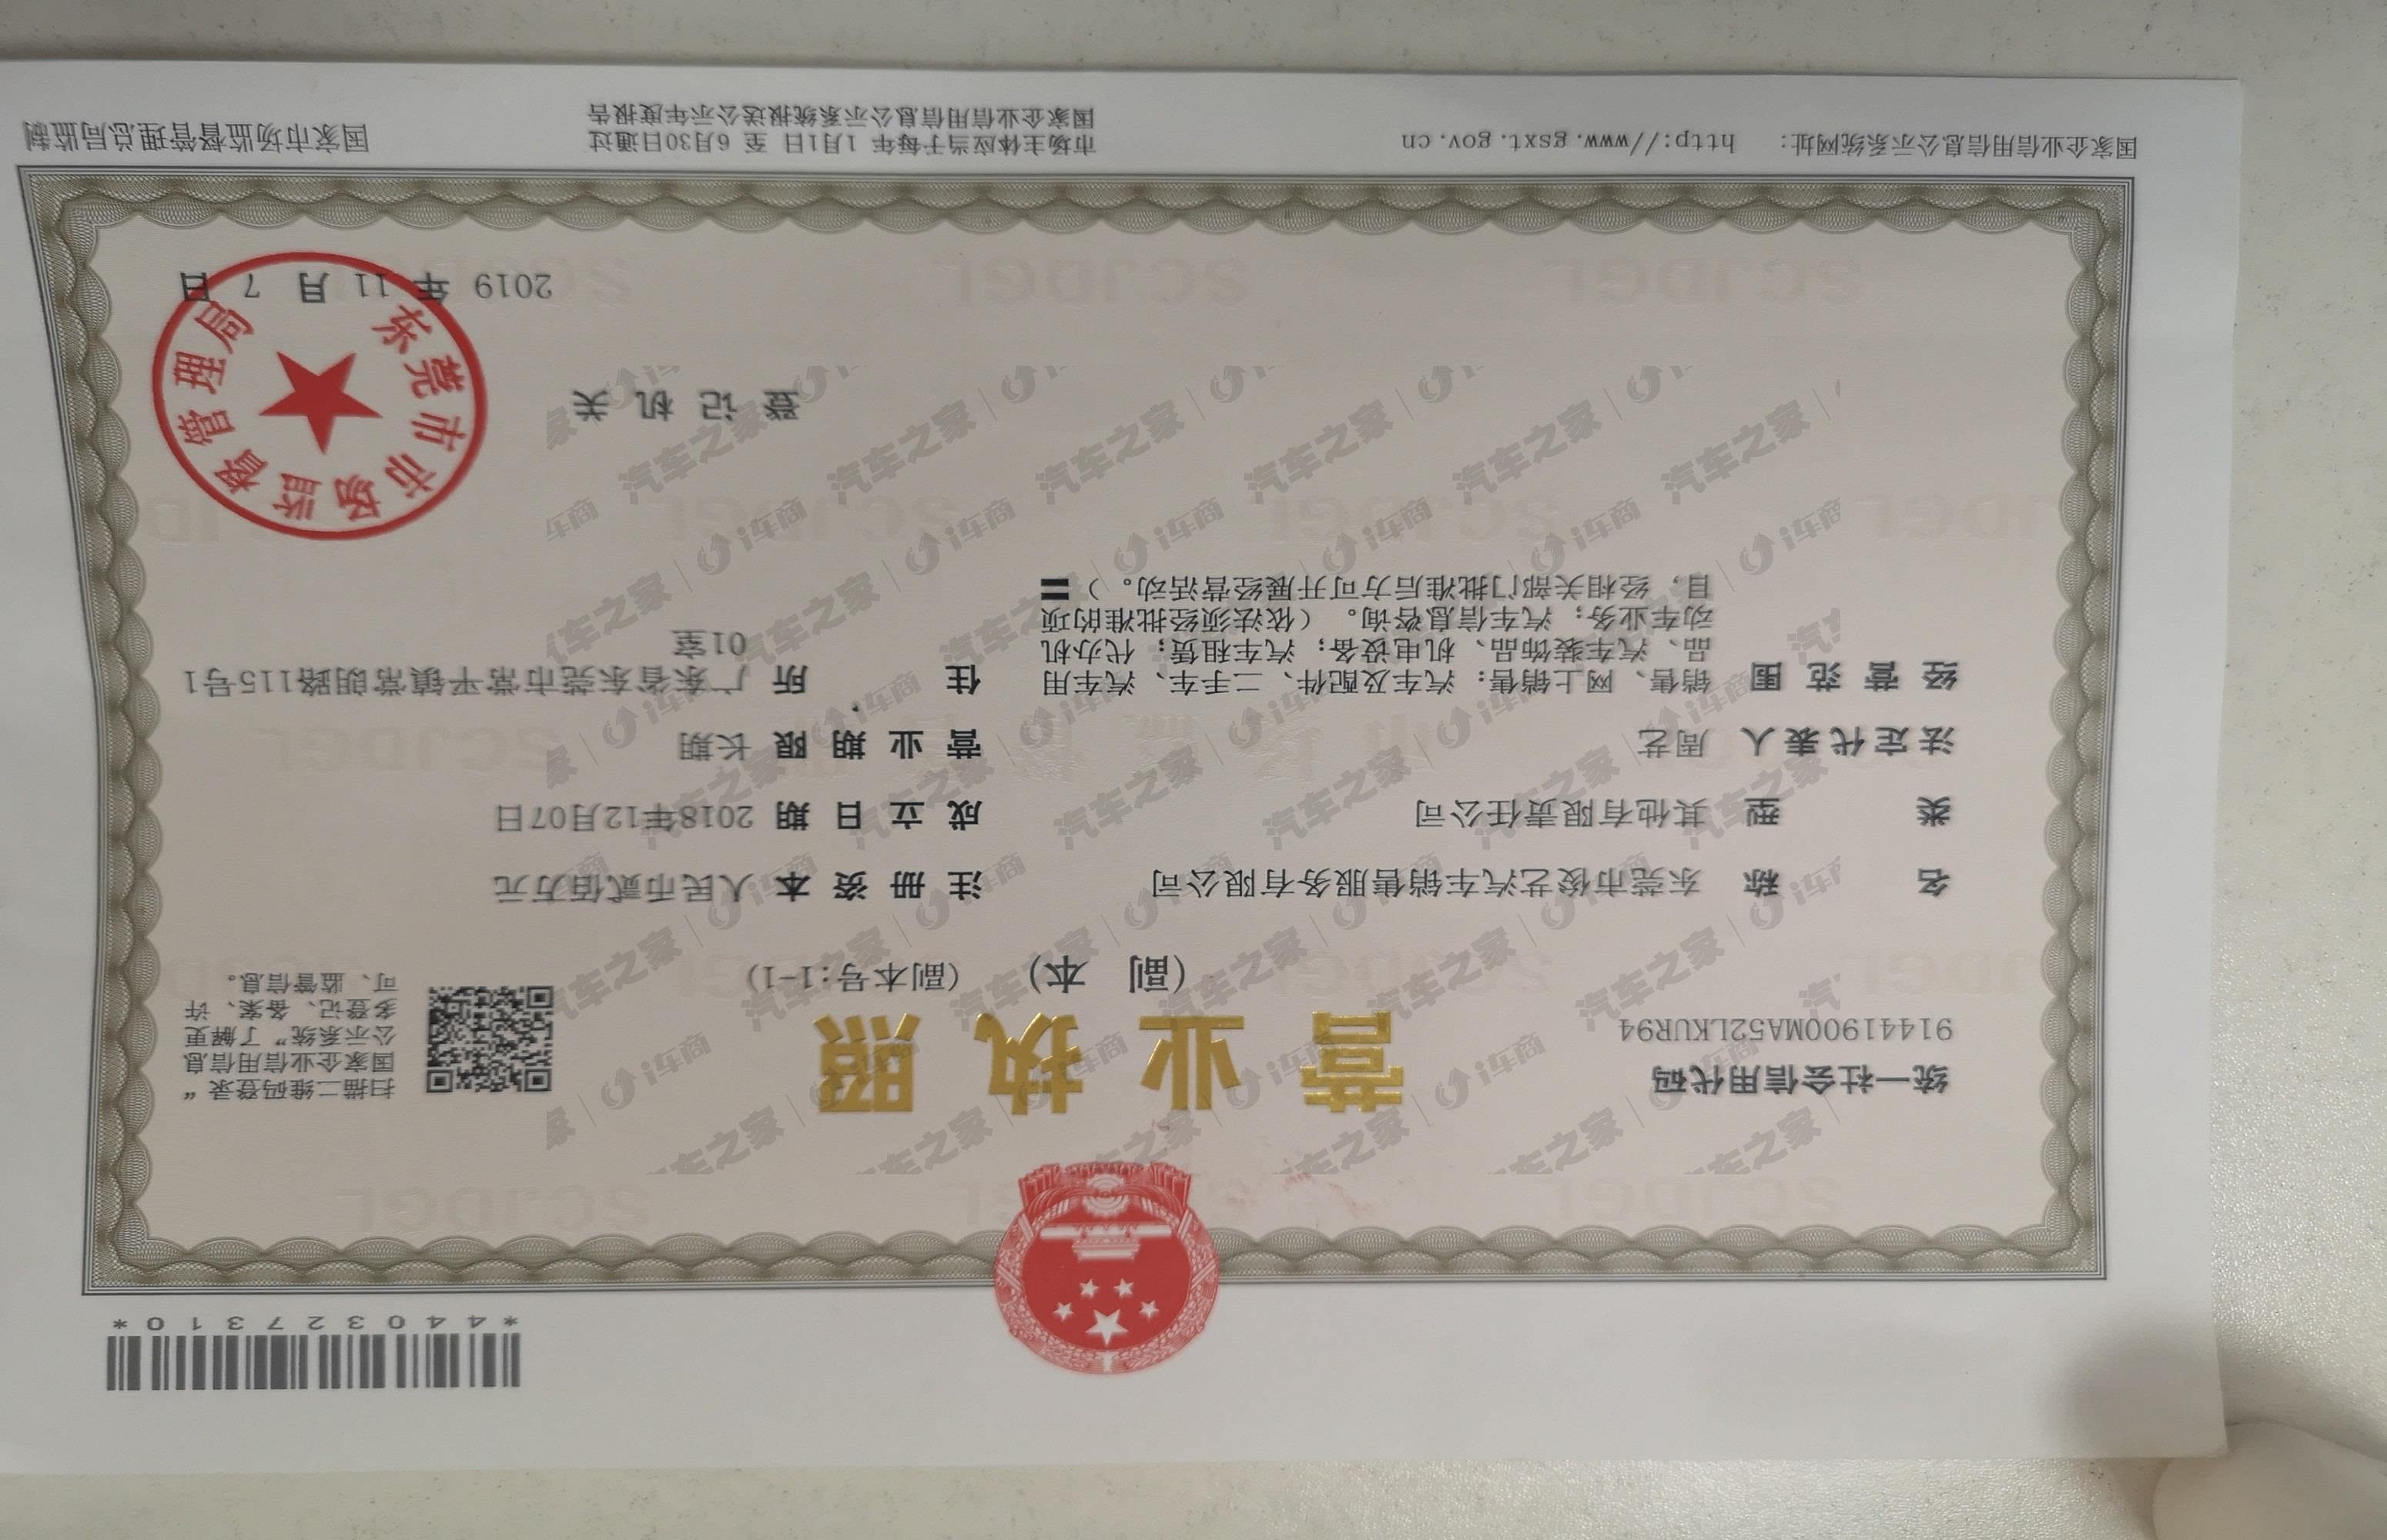 *440327310*
统一社会信用代码
91441900MA52LKUR94
营业执照
(副 本) (副本号:1-1)
扫描二维码登录“
国家企业信用信息
公示系统”了解更
多登记、备案、许
可、监管信息。
名 称 东莞市俊艺汽车销售服务有限公司
类 型 其他有限责任公司
法定代表人 周艺
经营范围 销售、网上销售：汽车及配件、二手车、汽车用
品、汽车装饰品、机电设备；汽车租赁；代办机
动车业务；汽车信息咨询。（依法须经批准的项
目，经相关部门批准后方可开展经营活动。）〓
注册资本 人民币贰佰万元
成立日期 2018年12月07日
营业期限 长期
住 所 广东省东莞市常平镇常朗路115号1
01室
登记机关
东莞市市场监督管理局
2019 年 11 月 7 日
国家企业信用信息公示系统网址: http://www.gsxt.gov.cn
市场主体应当于每年 1月1日 至 6月30日通过
国家企业信用信息公示系统报送公示年度报告
国家市场监督管理总局监制
汽车之家 | i车商
SCJDGL